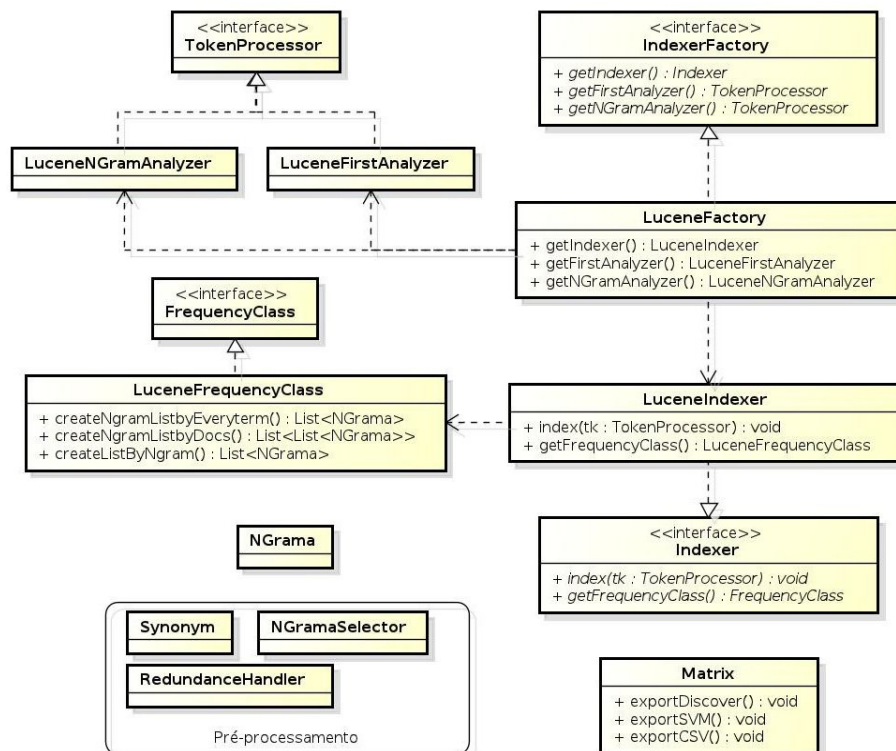 <<interface>>
TokenProcessor
<<interface>>
IndexerFactory
+ getIndexer() : Indexer
+ getFirstAnalyzer() : TokenProcessor
+ getNGramAnalyzer() : TokenProcessor
LuceneNGramAnalyzer
LuceneFirstAnalyzer
LuceneFactory
+ getIndexer() : LuceneIndexer
+ getFirstAnalyzer() : LuceneFirstAnalyzer
+ getNGramAnalyzer() : LuceneNGramAnalyzer
<<interface>>
FrequencyClass
LuceneFrequencyClass
+ createNgramListbyEveryterm() : List<NGrama>
+ createNgramListbyDocs() : List<List<NGrama>>
+ createListByNgram() : List<NGrama>
LuceneIndexer
+ index(tk : TokenProcessor) : void
+ getFrequencyClass() : LuceneFrequencyClass
NGrama
<<interface>>
Indexer
+ index(tk : TokenProcessor) : void
+ getFrequencyClass() : FrequencyClass
Synonym
NGramaSelector
RedundanceHandler
Pré-processamento
Matrix
+ exportDiscover() : void
+ exportSVM() : void
+ exportCSV() : void